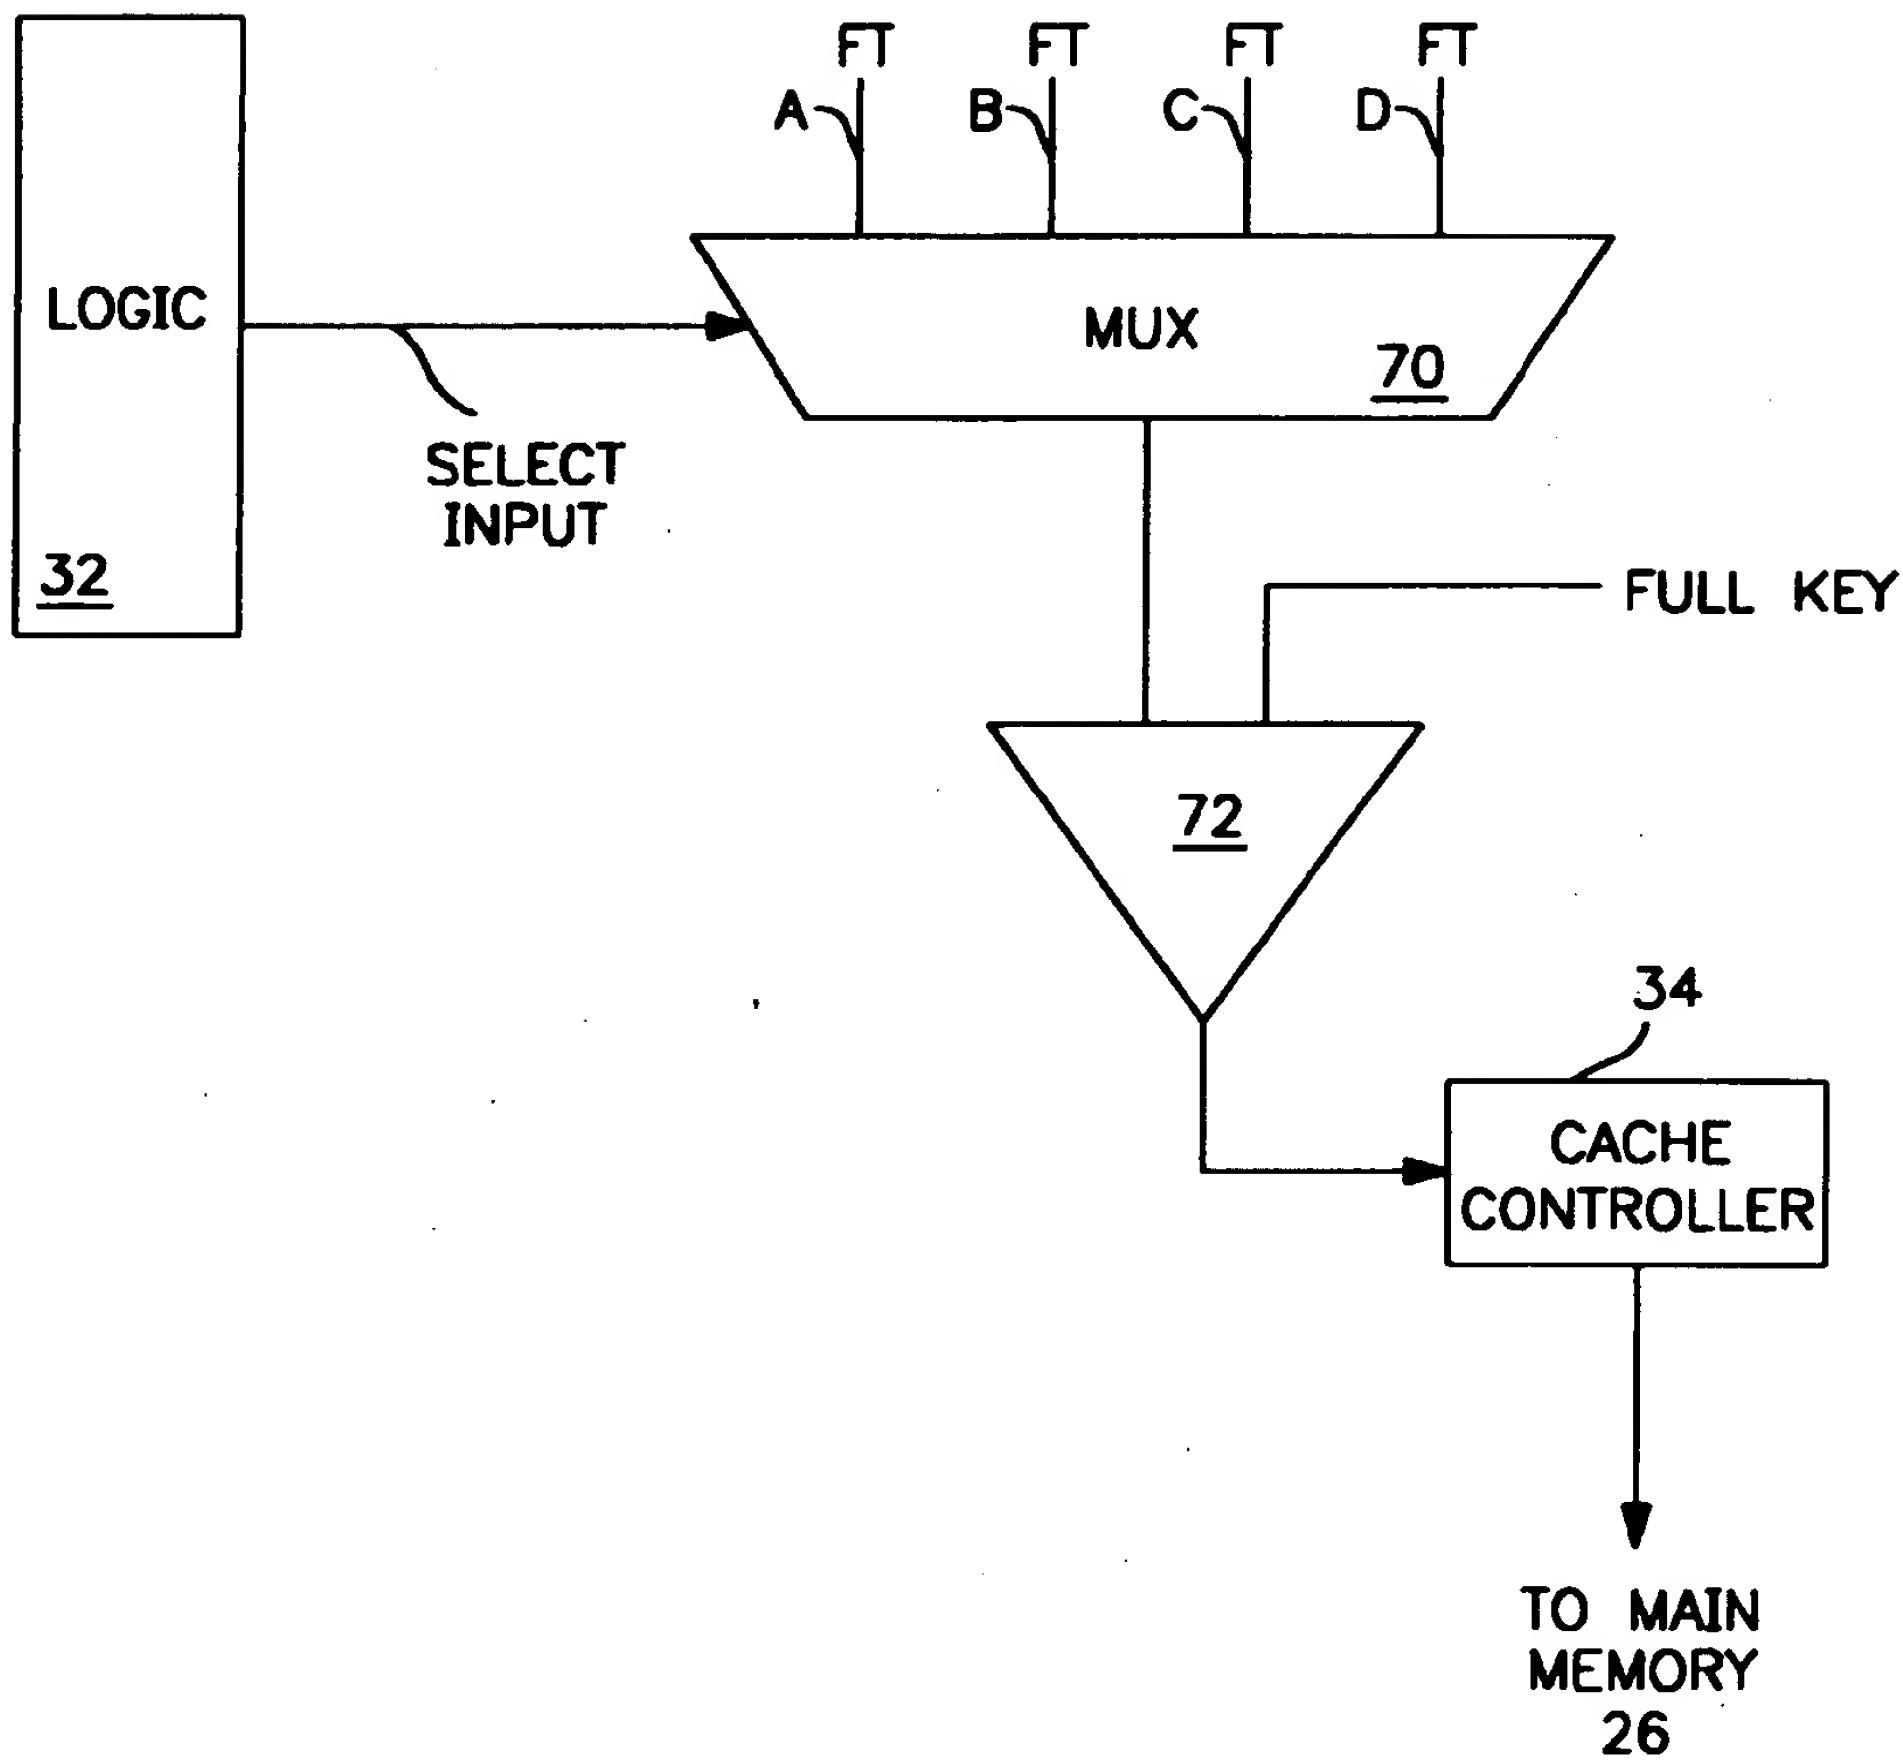 FT FT FT FT
A B C D
LOGIC
MUX
70
SELECT
INPUT
32
FULL KEY
72
34
CACHE
CONTROLLER
TO MAIN
MEMORY
26